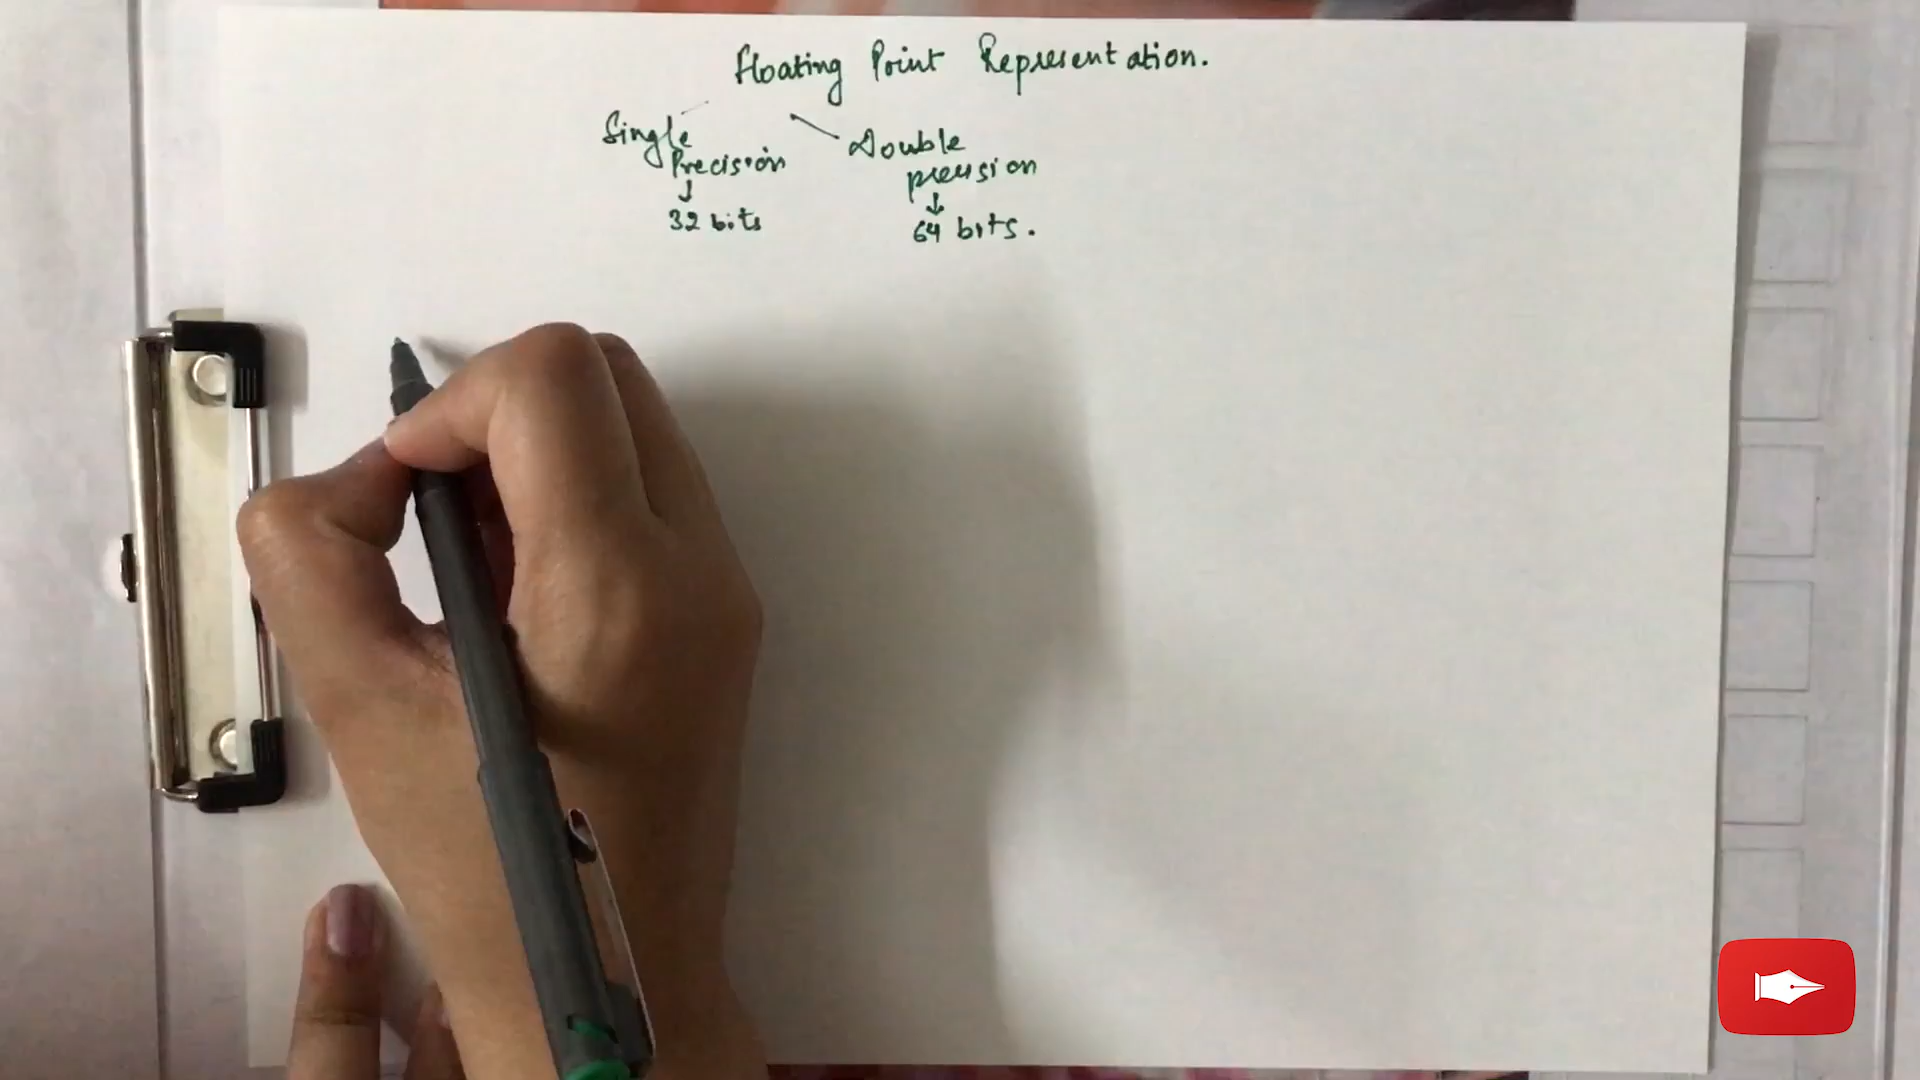 Floating Point Representation.
Single
Precision
↓
32 bits
Double
precision
↓
64 bits.